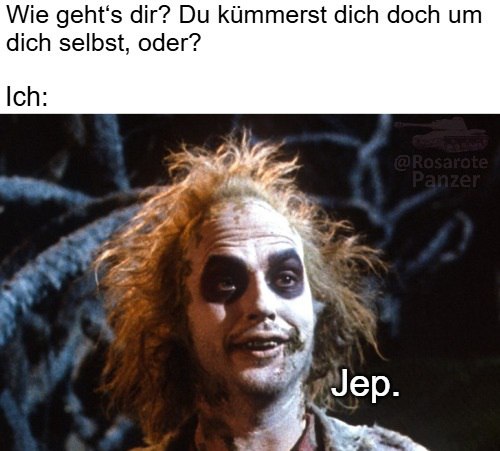 Wie geht‘s dir? Du kümmerst dich doch um
dich selbst, oder?
Ich:
@Rosarote
Panzer
Jep.